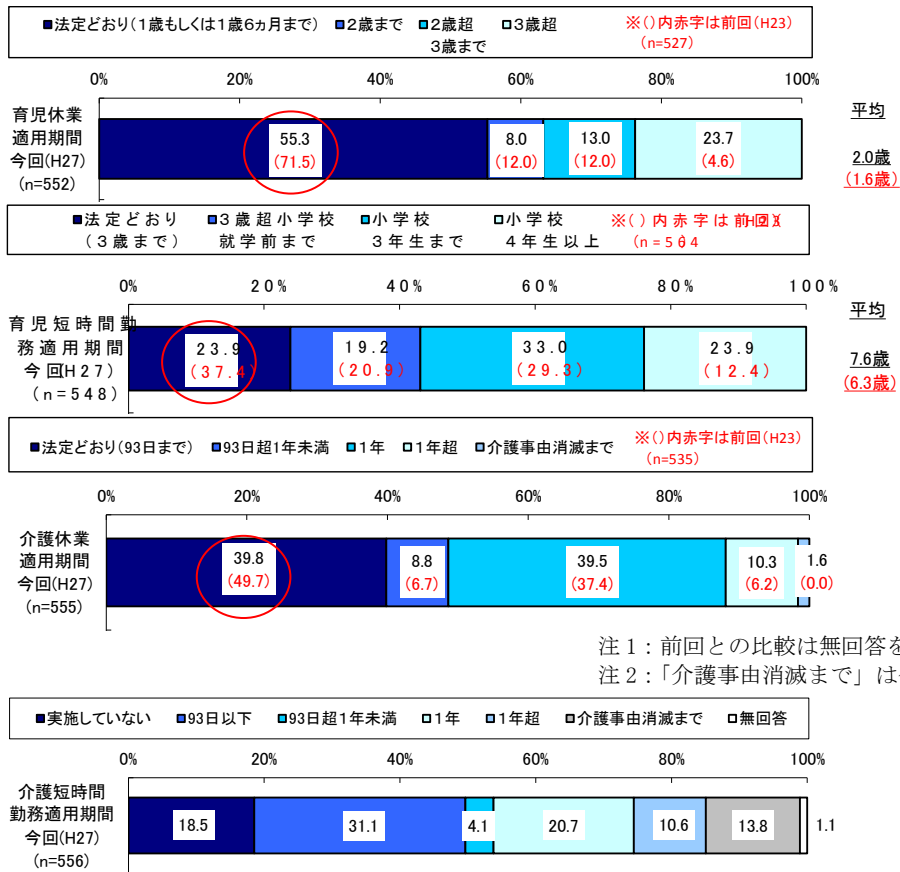 ■法定どおり(1歳もしくは1歳6ヵ月まで) ■2歳まで ■2歳超 ■3歳超 ※()内赤字は前回(H23)
3歳まで (n=527)
0% 20% 40% 60% 80% 100%
育児休業
適用期間
今回(H27)
(n=552)
55.3 8.0 13.0 23.7
(71.5) (12.0) (12.0) (4.6)
平均
2.0歳
(1.6歳)
■法定どおり ■3歳超小学校 ■小学校 ■小学校 ※()内赤字は前回
(3歳まで) 就学前まで 3年生まで 4年生以上
0% 20% 40% 60% 80% 100%
育児短時間勤
務適用期間
今回(H27)
(n=548)
23.9 19.2 33.0 23.9
(37.4) (20.9) (29.3) (12.4)
平均
7.6歳
(6.3歳)
■法定どおり(93日まで) ■93日超1年未満 ■1年 ■1年超 ■介護事由消滅まで ※()内赤字は前回(H23)
(n=535)
0% 20% 40% 60% 80% 100%
介護休業
適用期間
今回(H27)
(n=555)
39.8 8.8 39.5 10.3 1.6
(49.7) (6.7) (37.4) (6.2) (0.0)
注1:前回との比較は無回答を
注2:「介護事由消滅まで」は
■実施していない ■93日以下 ■93日超1年未満 ■1年 ■1年超 ■介護事由消滅まで □無回答
0% 20% 40% 60% 80% 100%
介護短時間
勤務適用期間
今回(H27)
(n=556)
18.5 31.1 4.1 20.7 10.6 13.8 1.1